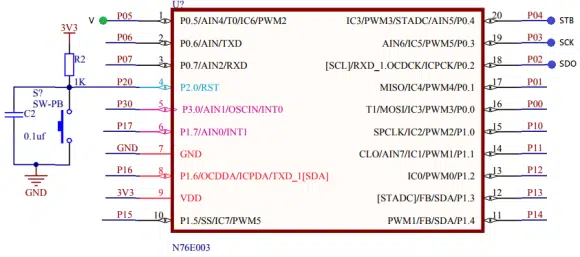 U?
V P05 1 P0.5/AIN4/T0/IC6/PWM2 IC3/PWM3/STADC/AIN5/P0.4 20 P04 STB
3V3 P06 2 P0.6/AIN/TXD AIN6/IC5/PWM5/P0.3 19 P03 SCK
R2 P07 3 P0.7/AIN2/RXD [SCL]/RXD_1.OCDCK/ICPCK/P0.2 18 P02 SDO
1K P20 4 P2.0/RST MISO/IC4/PWM4/P0.1 17 P01
S?
SW-PB P30 5 P3.0/AIN1/OSCIN/INT0 T1/MOSI/IC3/PWM3/P0.0 16 P00
C2 P17 6 P1.7/AIN0/INT1 SPCLK/IC2/PWM2/P1.0 15 P10
0.1uf GND 7 GND CLO/AIN7/IC1/PWM1/P1.1 14 P11
P16 8 P1.6/OCDDA/ICPDA/TXD_1[SDA] IC0/PWM0/P1.2 13 P12
GND 3V3 9 VDD [STADC]/FB/SDA/P1.3 12 P13
P15 10 P1.5/SS/IC7/PWM5 PWM1/FB/SDA/P1.4 11 P14
N76E003